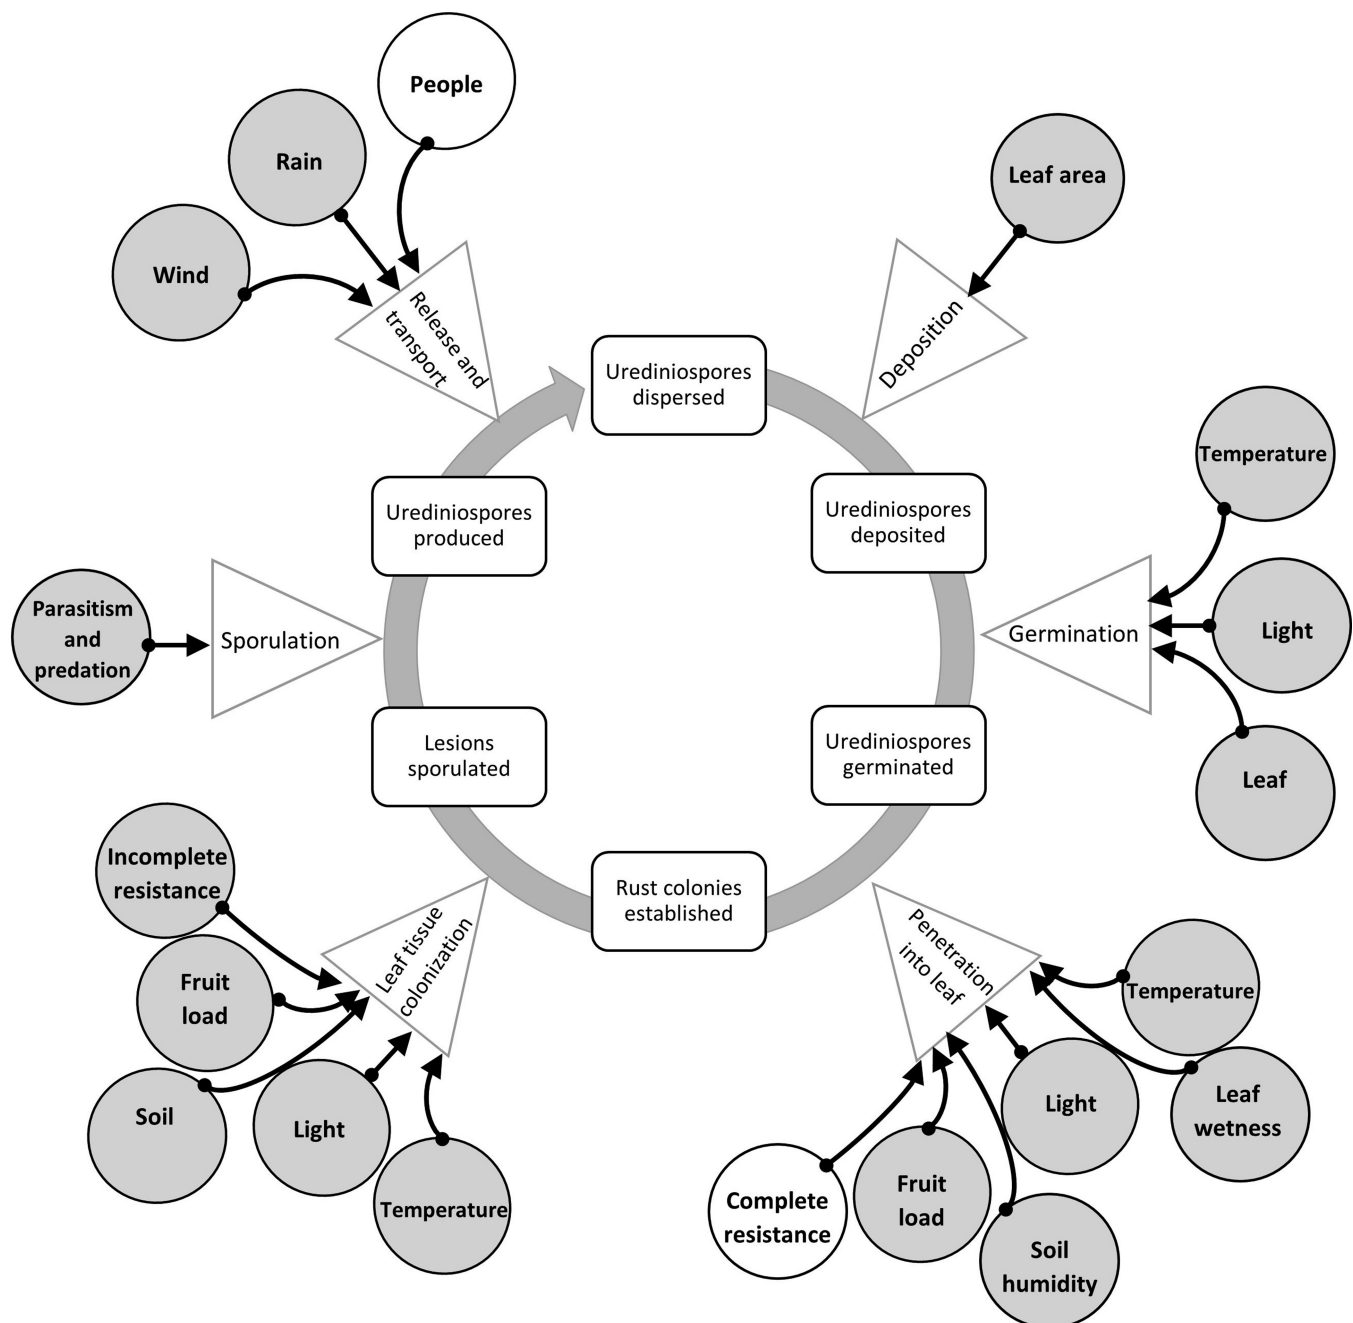 People
Rain
Wind
Release and
transport
Leaf area
Deposition
Urediniospores
dispersed
Urediniospores
deposited
Temperature
Light
Leaf
Germination
Urediniospores
germinated
Penetration
into leaf
Temperature
Leaf
wetness
Light
Soil
humidity
Fruit
load
Complete
resistance
Rust colonies
established
Leaf tissue
colonization
Temperature
Light
Soil
Fruit
load
Incomplete
resistance
Lesions
sporulated
Sporulation
Parasitism
and
predation
Urediniospores
produced